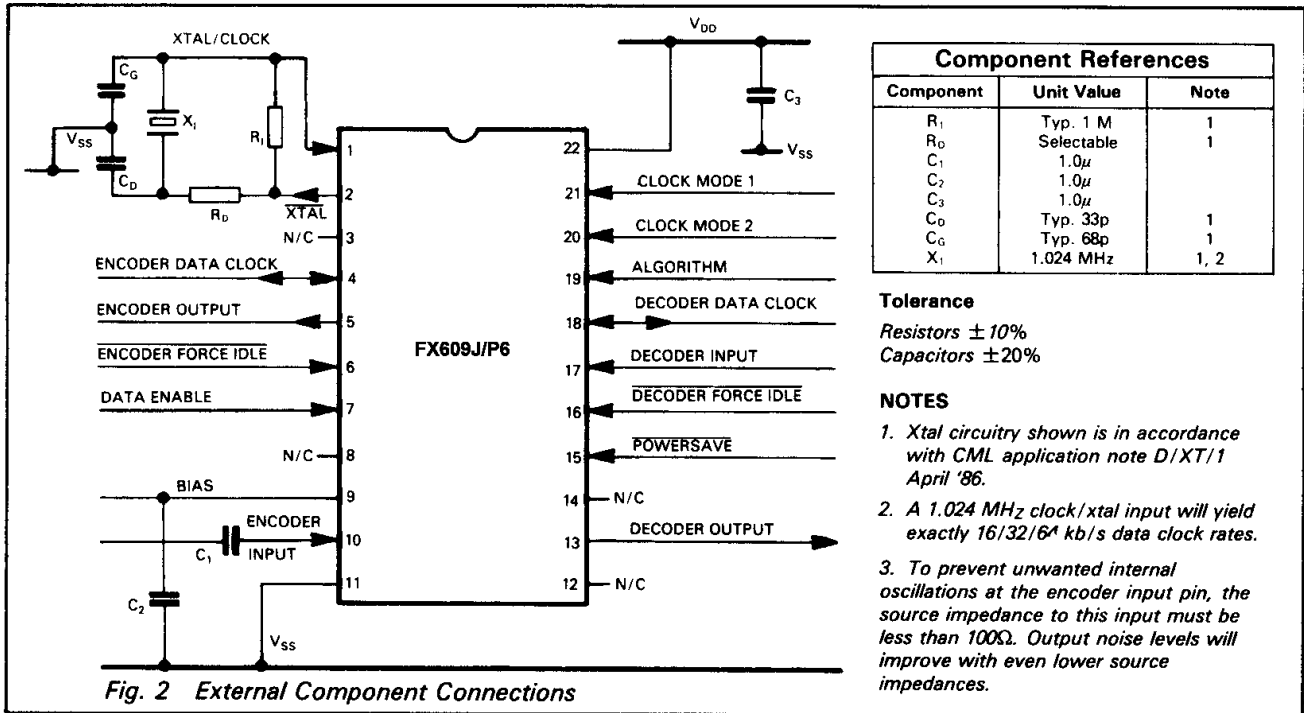 XTAL/CLOCK
C_G
X_1
R_1
V_SS
C_D
R_D
XTAL
N/C
ENCODER DATA CLOCK
ENCODER OUTPUT
ENCODER FORCE IDLE
DATA ENABLE
N/C
BIAS
ENCODER
INPUT
C_1
C_2
V_SS
1
2
3
4
5
6
7
8
9
10
11
FX609J/P6
22
21
20
19
18
17
16
15
14
13
12
V_DD
C_3
V_SS
CLOCK MODE 1
CLOCK MODE 2
ALGORITHM
DECODER DATA CLOCK
DECODER INPUT
DECODER FORCE IDLE
POWERSAVE
N/C
DECODER OUTPUT
N/C
Fig. 2 External Component Connections
Component References
Component Unit Value Note
R_1 Typ. 1 M 1
R_D Selectable 1
C_1 1.0µ
C_2 1.0µ
C_3 1.0µ
C_D Typ. 33p 1
C_G Typ. 68p 1
X_1 1.024 MHz 1, 2
Tolerance
Resistors ±10%
Capacitors ±20%
NOTES
1. Xtal circuitry shown is in accordance
with CML application note D/XT/1
April '86.
2. A 1.024 MHz clock/xtal input will yield
exactly 16/32/64 kb/s data clock rates.
3. To prevent unwanted internal
oscillations at the encoder input pin, the
source impedance to this input must be
less than 100Ω. Output noise levels will
improve with even lower source
impedances.